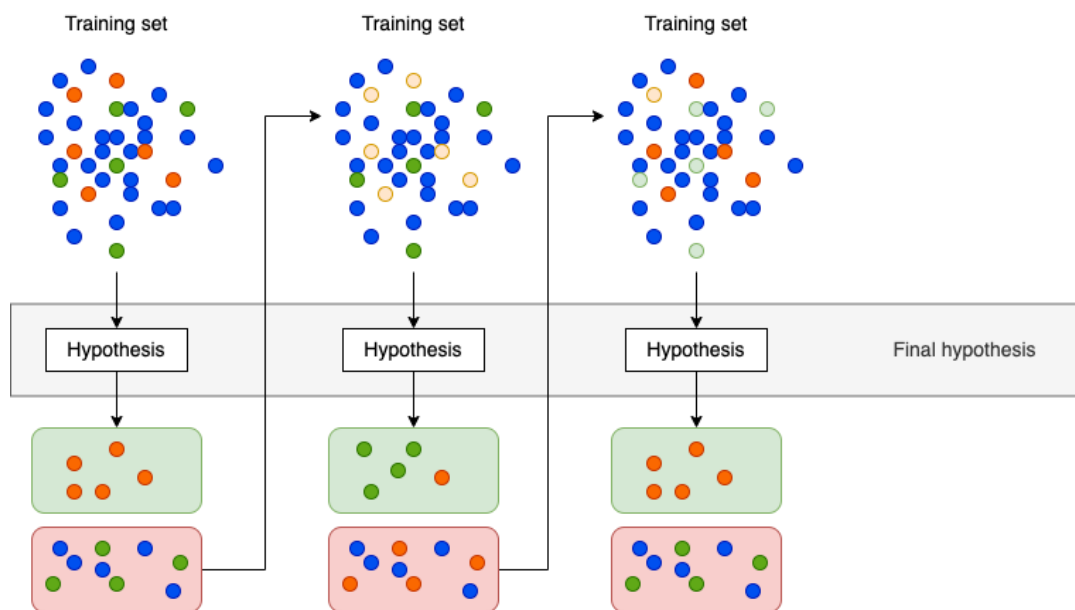 Training set
Training set
Training set
Hypothesis
Hypothesis
Hypothesis
Final hypothesis